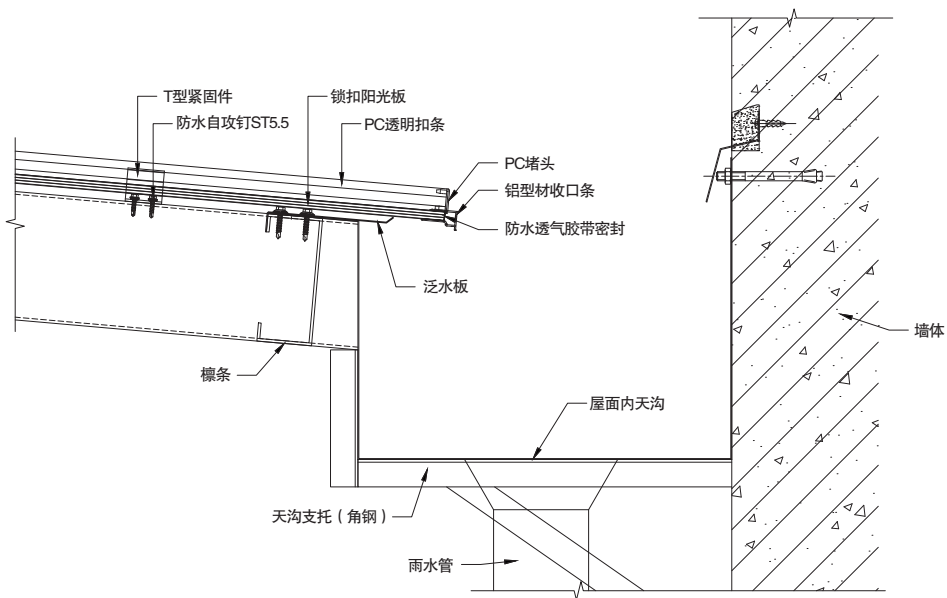 T型紧固件
防水自攻钉ST5.5
锁扣阳光板
PC透明扣条
PC堵头
铝型材收口条
防水透气胶带密封
泛水板
墙体
檩条
屋面内天沟
天沟支托（角钢）
雨水管